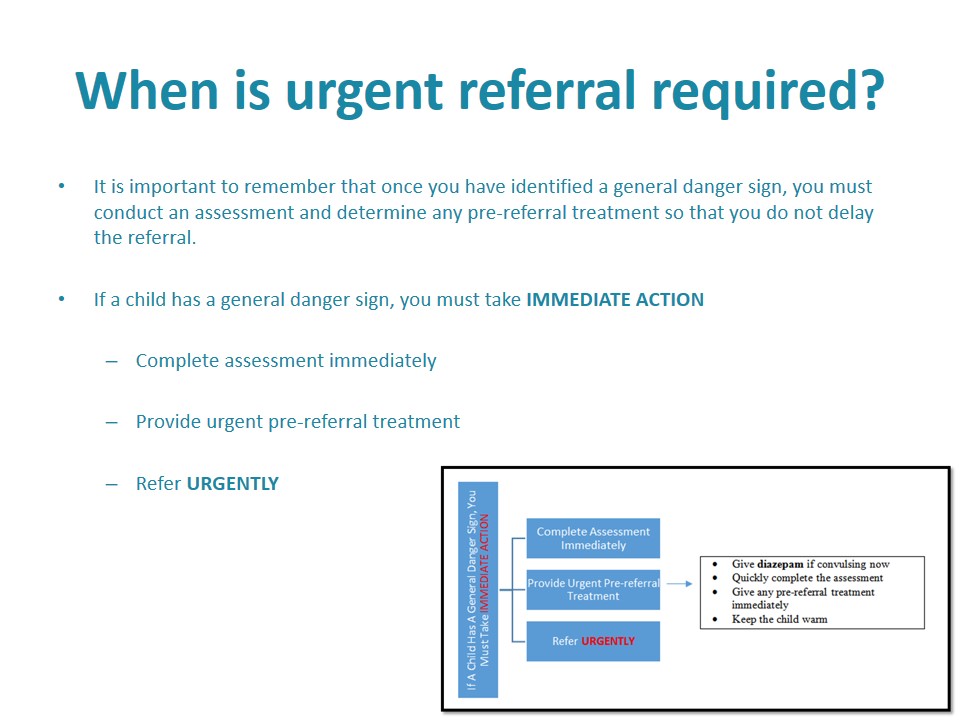 When is urgent referral required?
• It is important to remember that once you have identified a general danger sign, you must
conduct an assessment and determine any pre-referral treatment so that you do not delay
the referral.
• If a child has a general danger sign, you must take IMMEDIATE ACTION
– Complete assessment immediately
– Provide urgent pre-referral treatment
– Refer URGENTLY
If A Child Has A General Danger Sign, You
Must Take IMMEDIATE ACTION
Complete Assessment
Immediately
Provide Urgent Pre-referral
Treatment
Refer URGENTLY
• Give diazepam if convulsing now
• Quickly complete the assessment
• Give any pre-referral treatment
immediately
• Keep the child warm